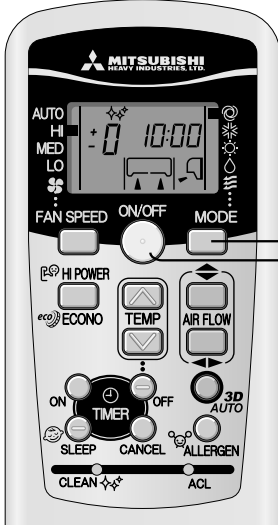 MITSUBISHI
HEAVY INDUSTRIES, LTD.
AUTO
HI
MED
LO
+
-
0
10:00
FAN SPEED
ON/OFF
MODE
HI POWER
eco
ECONO
TEMP
AIR FLOW
ON
OFF
TIMER
3D
AUTO
SLEEP
CANCEL
ALLERGEN
CLEAN
ACL